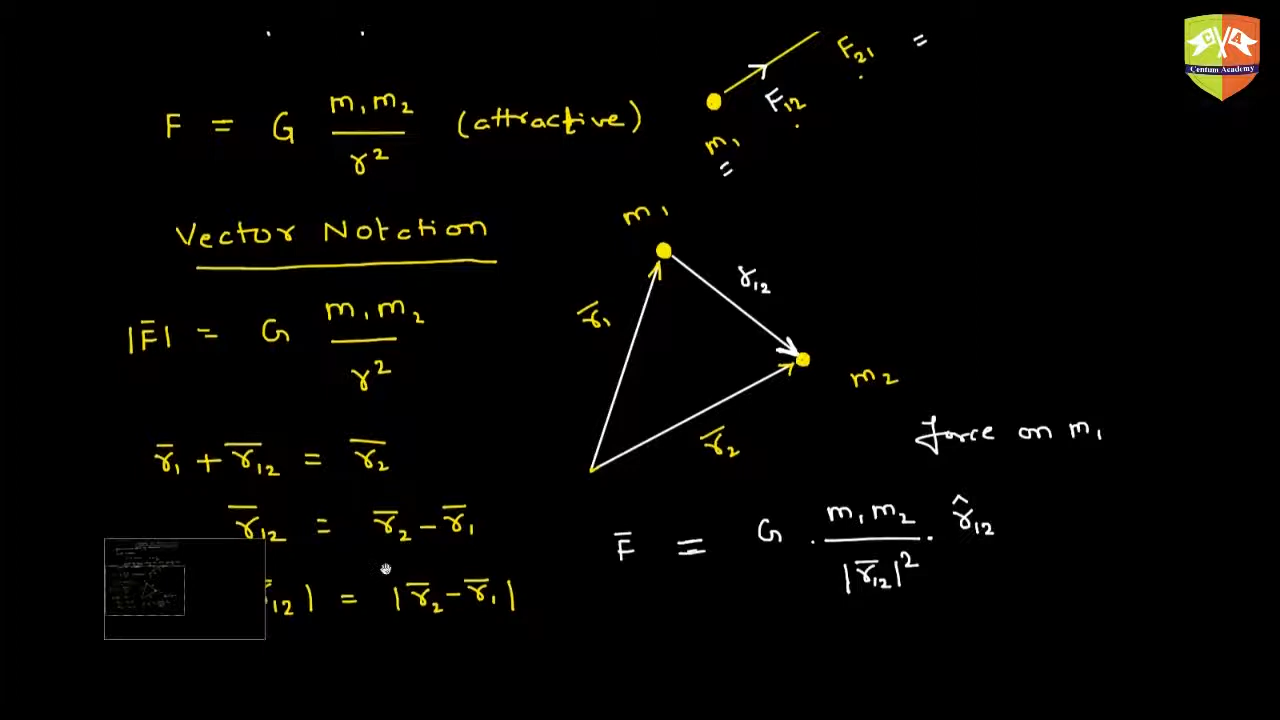 F = G m₁m₂ / r² (attractive)
F₂₁ =
F₁₂
m₁
=
Vector Notation
|F̄| = G m₁m₂ / r²
m₁
r₁₂
r̄₁
m₂
r̄₂
r̄₁ + r̄₁₂ = r̄₂
r̄₁₂ = r̄₂ - r̄₁
₁₂| = |r̄₂ - r̄₁|
force on m₁
F̄ = G . m₁m₂ / |r̄₁₂|² . r̂₁₂
C A
Centum Academy